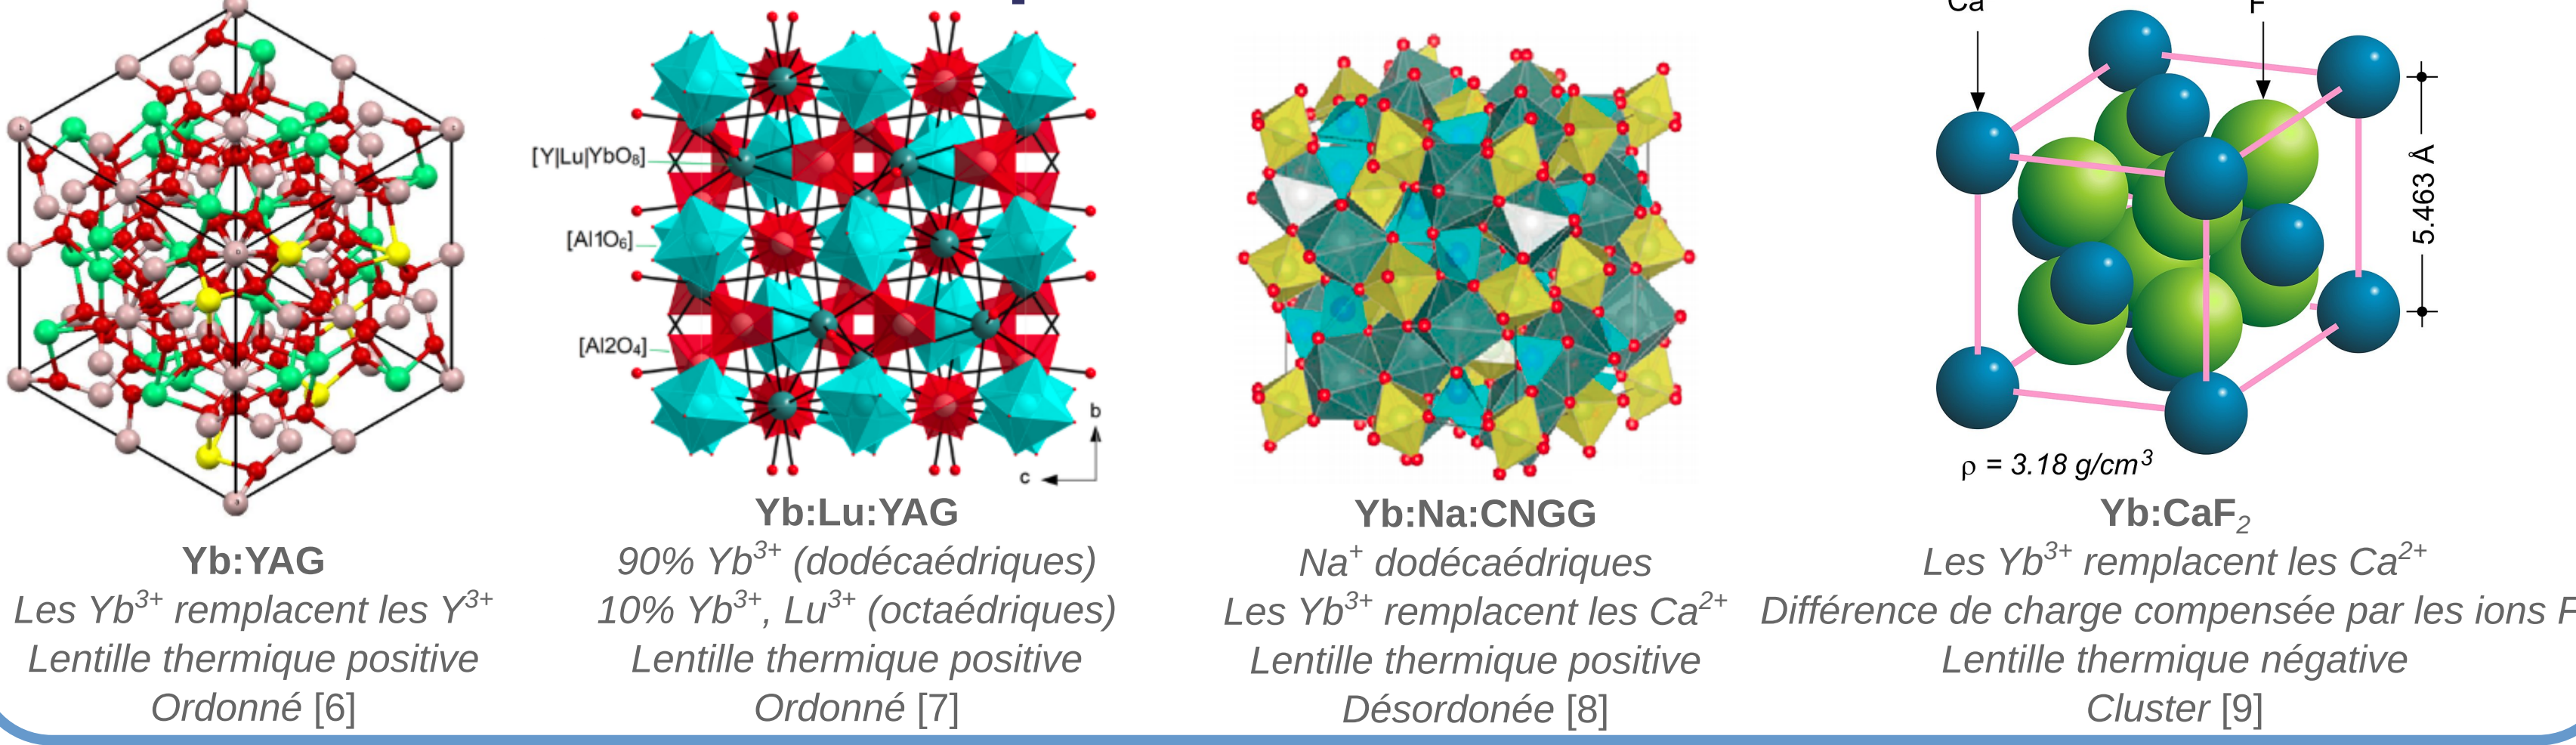 Ca
F
[Y|Lu|YbO₈]
[Al1O₆]
[Al2O₄]
b
c
5.463 Å
ρ = 3.18 g/cm³
Yb:YAG
Les Yb³⁺ remplacent les Y³⁺
Lentille thermique positive
Ordonné [6]
Yb:Lu:YAG
90% Yb³⁺ (dodécaédriques)
10% Yb³⁺, Lu³⁺ (octaédriques)
Lentille thermique positive
Ordonné [7]
Yb:Na:CNGG
Na⁺ dodécaédriques
Les Yb³⁺ remplacent les Ca²⁺
Lentille thermique positive
Désordonée [8]
Yb:CaF₂
Les Yb³⁺ remplacent les Ca²⁺
Différence de charge compensée par les ions F
Lentille thermique négative
Cluster [9]